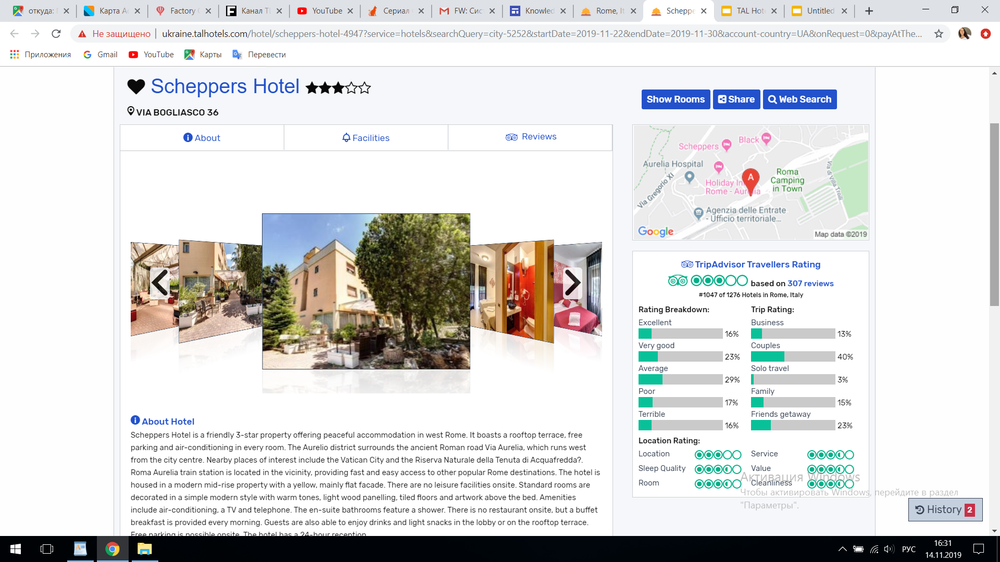 откуда:
Карта А
Factory
Канал Т
YouTube
Сериал
FW: Сис
Knowled
Rome, It
Scheppe
TAL Hot
Untitled
Не защищено
ukraine.talhotels.com/hotel/scheppers-hotel-4947?service=hotels&searchQuery=city-5252&startDate=2019-11-22&endDate=2019-11-30&account-country=UA&onRequest=0&payAtThe...
Приложения
Gmail
YouTube
Карты
Перевести
Scheppers Hotel
VIA BOGLIASCO 36
Show Rooms
Share
Web Search
About
Facilities
Reviews
Scheppers
Black
Aurelia Hospital
Via Gregorio XI
Holiday In
Rome - Aurelia
A
Roma
Camping
in Town
Via di Villa Troili
Agenzia delle Entrate
- Ufficio territoriale...
Google
Map data ©2019
TripAdvisor Travellers Rating
based on 307 reviews
#1047 of 1276 Hotels in Rome, Italy
Rating Breakdown:
Excellent
16%
Very good
23%
Average
29%
Poor
17%
Terrible
16%
Trip Rating:
Business
13%
Couples
40%
Solo travel
3%
Family
15%
Friends getaway
23%
Location Rating:
Location
Service
Sleep Quality
Value
Room
Cleanliness
About Hotel
Scheppers Hotel is a friendly 3-star property offering peaceful accommodation in west Rome. It boasts a rooftop terrace, free
parking and air-conditioning in every room. The Aurelio district surrounds the ancient Roman road Via Aurelia, which runs west
from the city centre. Nearby places of interest include the Vatican City and the Riserva Naturale della Tenuta di Acquafredda?.
Roma Aurelia train station is located in the vicinity, providing fast and easy access to other popular Rome destinations. The hotel is
housed in a modern mid-rise property with a yellow, mainly flat facade. There are no leisure facilities onsite. Standard rooms are
decorated in a simple modern style with warm tones, light wood panelling, tiled floors and artwork above the bed. Amenities
include air-conditioning, a TV and telephone. The en-suite bathrooms feature a shower. There is no restaurant onsite, but a buffet
breakfast is provided every morning. Guests are also able to enjoy drinks and light snacks in the lobby or on the rooftop terrace.
Free parking is possible onsite. The hotel has a 24-hour reception.
Активация Windows
Чтобы активировать Windows, перейдите в раздел
"Параметры".
History 2
РУС
16:31
14.11.2019